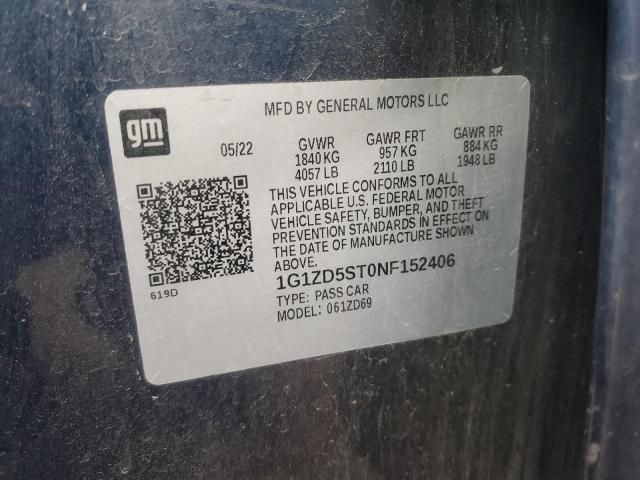 MFD BY GENERAL MOTORS LLC
gm
05/22 GVWR GAWR FRT GAWR RR
1840 KG 957 KG 884 KG
4057 LB 2110 LB 1948 LB
THIS VEHICLE CONFORMS TO ALL
APPLICABLE U.S. FEDERAL MOTOR
VEHICLE SAFETY, BUMPER, AND THEFT
PREVENTION STANDARDS IN EFFECT ON
THE DATE OF MANUFACTURE SHOWN
ABOVE.
619D
1G1ZD5ST0NF152406
TYPE: PASS CAR
MODEL: 061ZD69